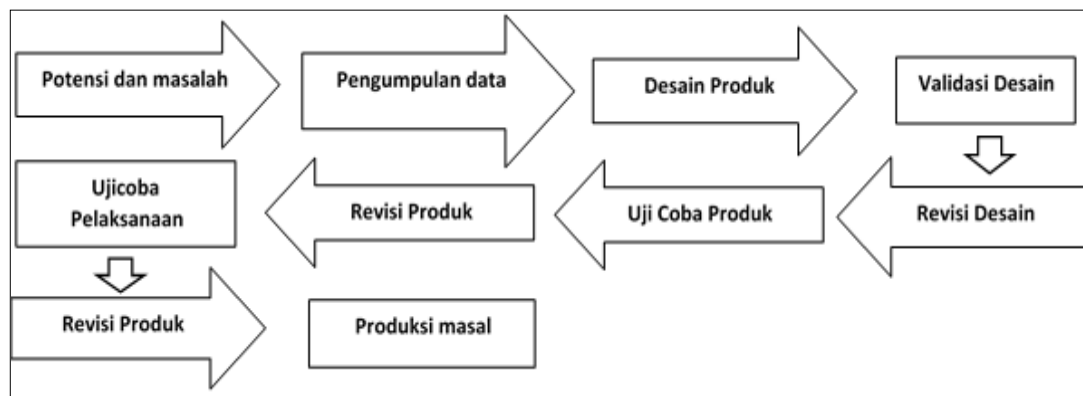 Potensi dan masalah
Pengumpulan data
Desain Produk
Validasi Desain
Revisi Desain
Uji Coba Produk
Revisi Produk
Ujicoba
Pelaksanaan
Revisi Produk
Produksi masal